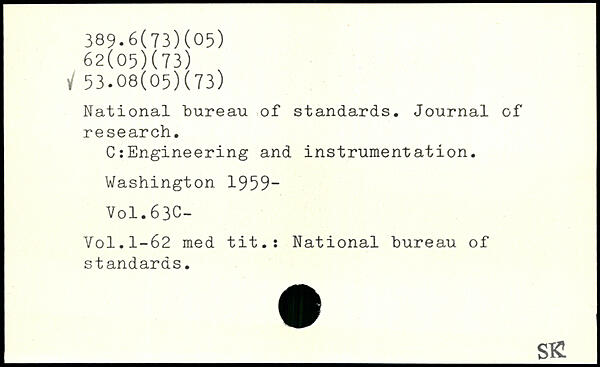 389.6(73)(05)
62(05)(73)
✓ 53.08(05)(73)
National bureau of standards. Journal of
research.
C:Engineering and instrumentation.
Washington 1959-
Vol.63C-
Vol.1-62 med tit.: National bureau of
standards.
SK